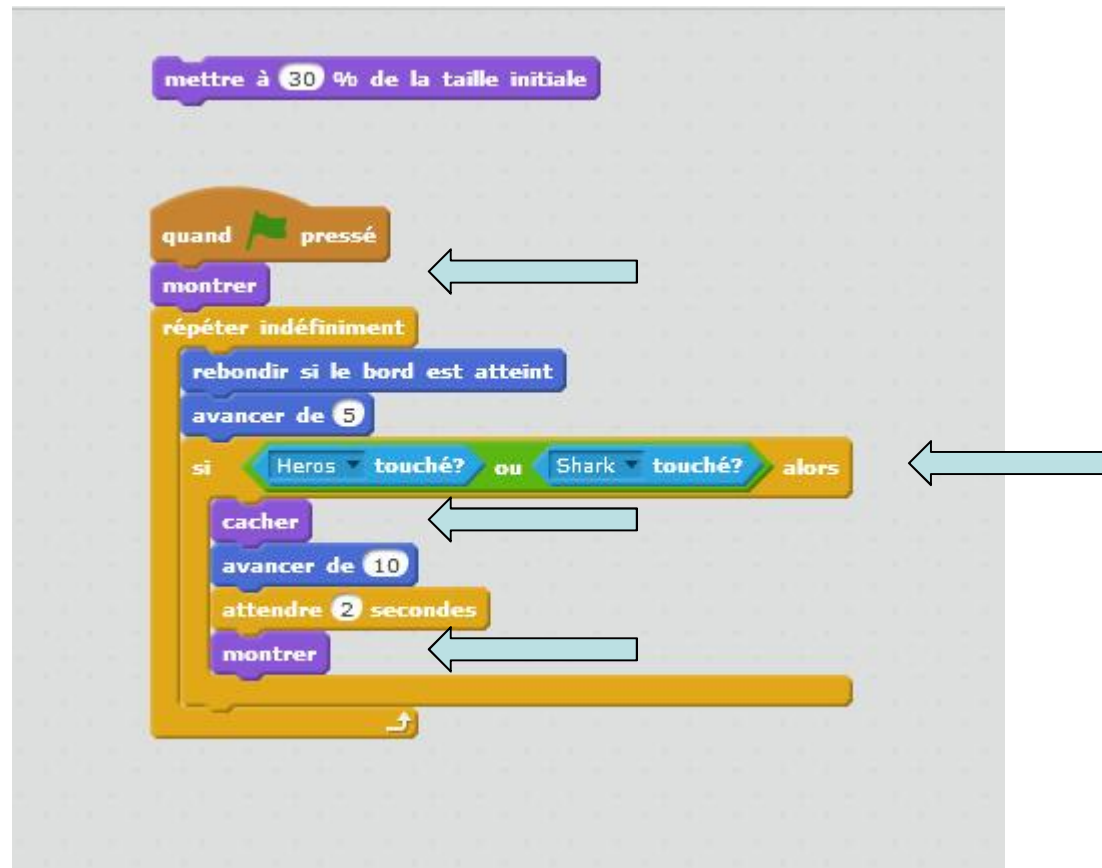 mettre à 30 % de la taille initiale
quand pressé
montrer
répéter indéfiniment
rebondir si le bord est atteint
avancer de 5
si Heros touché? ou Shark touché? alors
cacher
avancer de 10
attendre 2 secondes
montrer